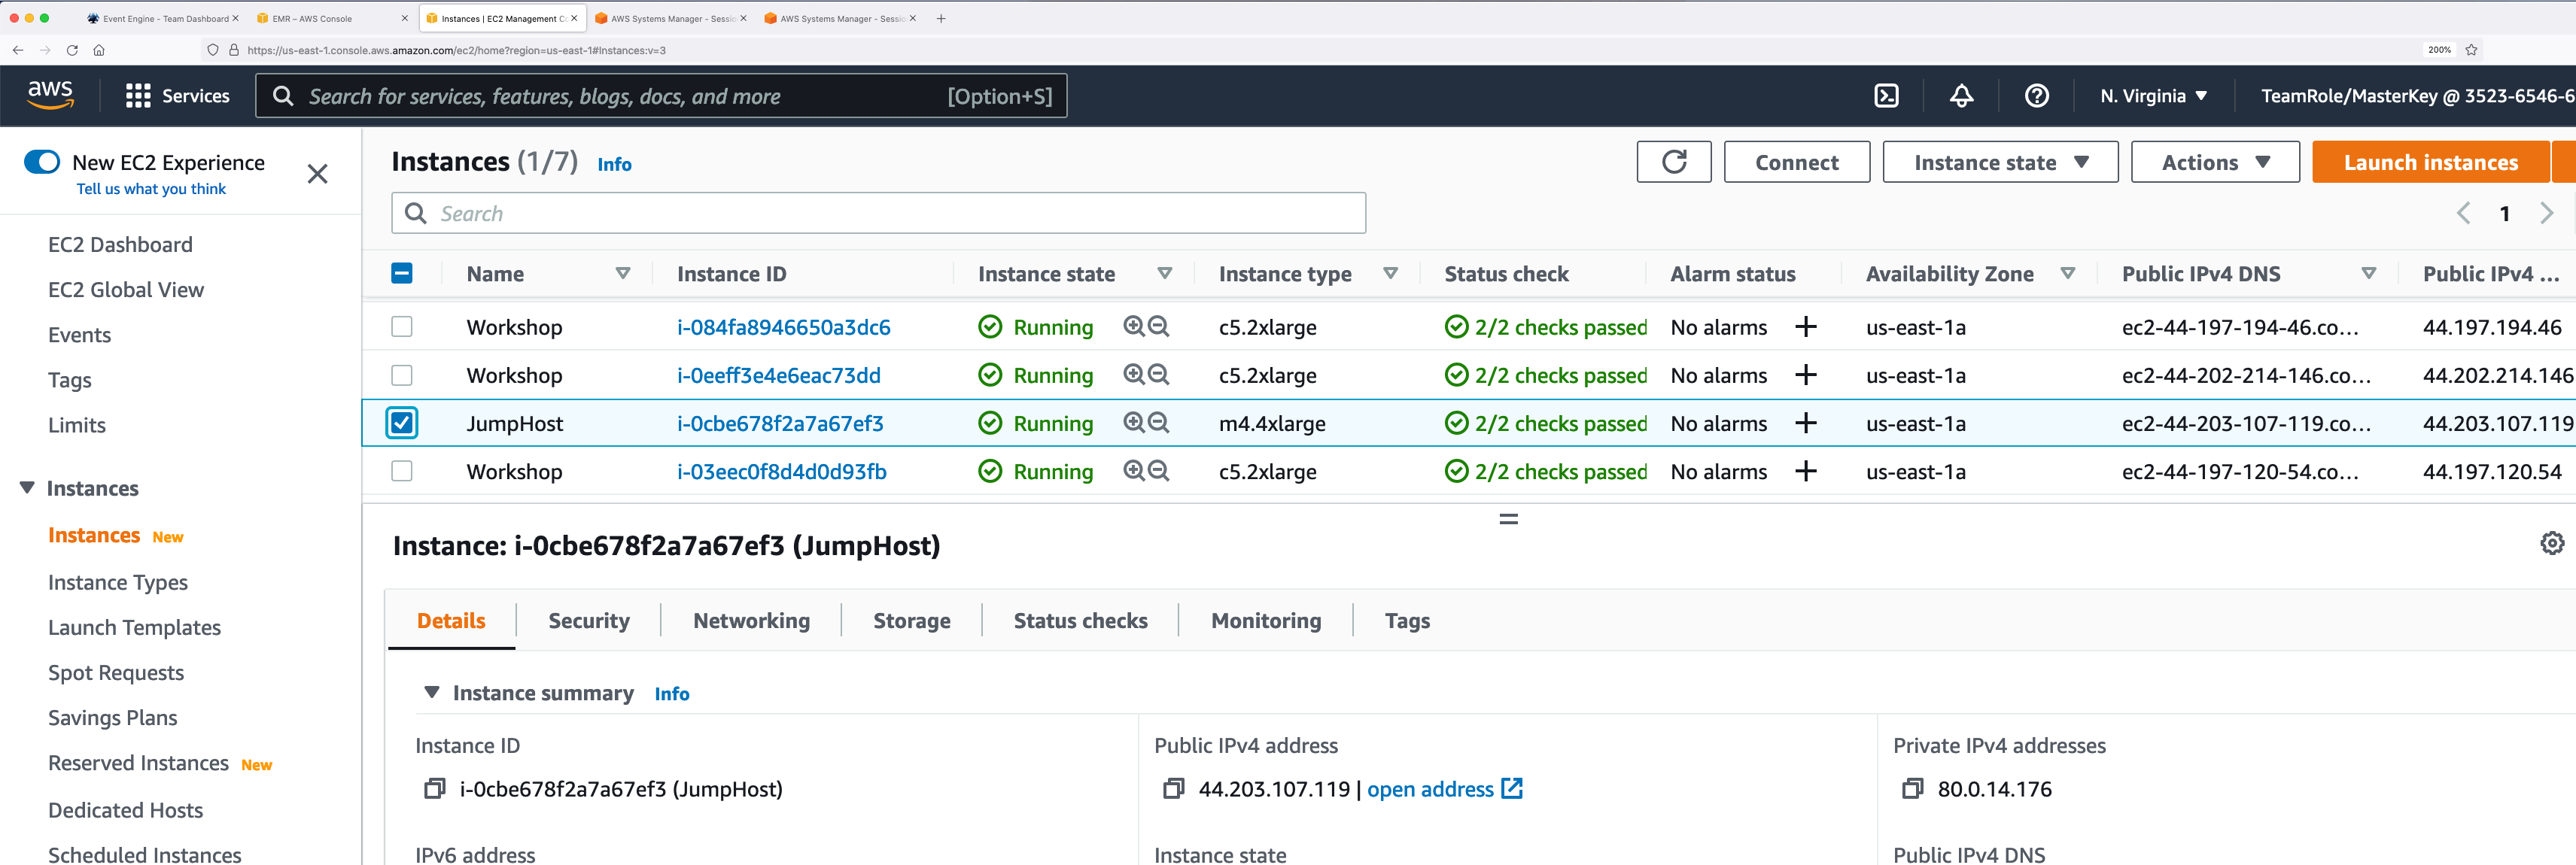 Event Engine - Team Dashboard
EMR – AWS Console
Instances | EC2 Management Co
AWS Systems Manager - Sessio
AWS Systems Manager - Sessio
https://us-east-1.console.aws.amazon.com/ec2/home?region=us-east-1#Instances:v=3
200%
aws
Services
Search for services, features, blogs, docs, and more
[Option+S]
N. Virginia
TeamRole/MasterKey @ 3523-6546-6
New EC2 Experience
Tell us what you think
EC2 Dashboard
EC2 Global View
Events
Tags
Limits
Instances
Instances New
Instance Types
Launch Templates
Spot Requests
Savings Plans
Reserved Instances New
Dedicated Hosts
Scheduled Instances
Instances (1/7) Info
Connect
Instance state
Actions
Launch instances
Search
1
Name Instance ID Instance state Instance type Status check Alarm status Availability Zone Public IPv4 DNS Public IPv4 ...
Workshop i-084fa8946650a3dc6 Running c5.2xlarge 2/2 checks passed No alarms + us-east-1a ec2-44-197-194-46.co... 44.197.194.46
Workshop i-0eeff3e4e6eac73dd Running c5.2xlarge 2/2 checks passed No alarms + us-east-1a ec2-44-202-214-146.co... 44.202.214.146
JumpHost i-0cbe678f2a7a67ef3 Running m4.4xlarge 2/2 checks passed No alarms + us-east-1a ec2-44-203-107-119.co... 44.203.107.119
Workshop i-03eec0f8d4d0d93fb Running c5.2xlarge 2/2 checks passed No alarms + us-east-1a ec2-44-197-120-54.co... 44.197.120.54
Instance: i-0cbe678f2a7a67ef3 (JumpHost)
Details Security Networking Storage Status checks Monitoring Tags
Instance summary Info
Instance ID
i-0cbe678f2a7a67ef3 (JumpHost)
IPv6 address
Public IPv4 address
44.203.107.119 | open address
Instance state
Private IPv4 addresses
80.0.14.176
Public IPv4 DNS